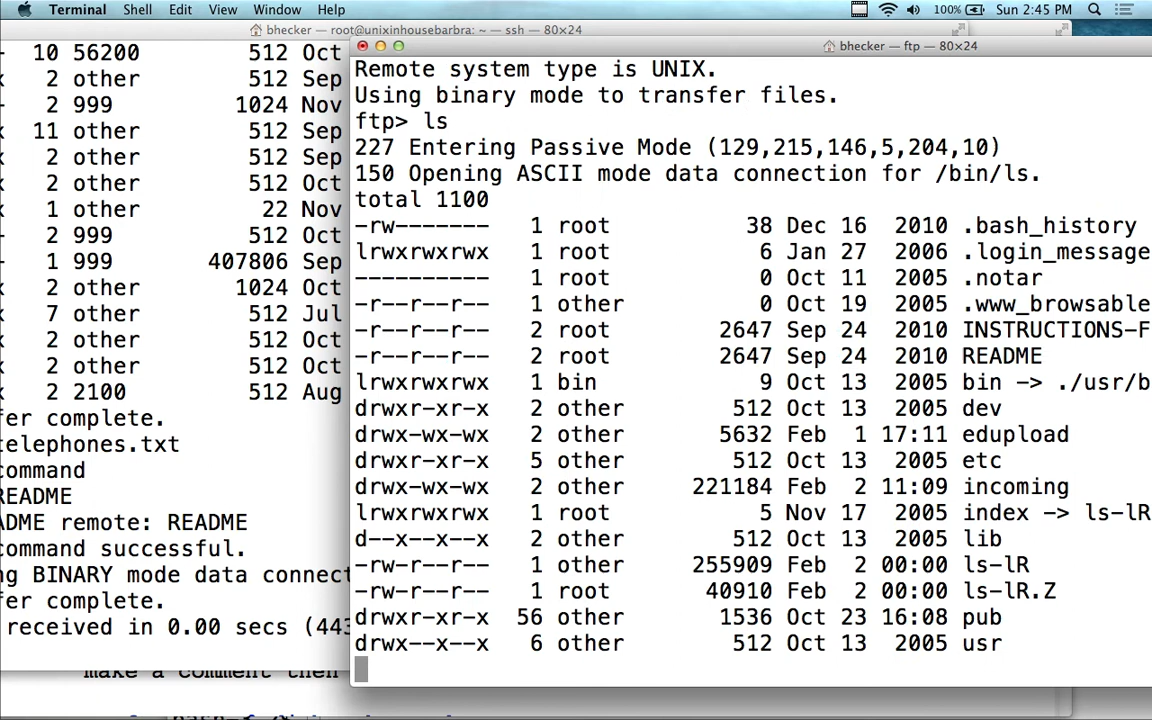 Terminal Shell Edit View Window Help 100% Sun 2:45 PM
bhecker — root@unixinhousebarbra: ~ — ssh — 80×24
- 10 56200 512 Oct
x 2 other 512 Sep
- 2 999 1024 Nov
x 11 other 512 Sep
x 2 other 512 Sep
x 2 other 512 Oct
x 1 other 22 Nov
- 2 999 512 Oct
- 1 999 407806 Sep
x 2 other 1024 Oct
x 7 other 512 Jul
x 2 other 512 Oct
x 2 other 512 Oct
x 2 2100 512 Aug
fer complete.
telephones.txt
command
README
ADME remote: README
command successful.
ng BINARY mode data connect
fer complete.
received in 0.00 secs (443
make a comment then
bhecker — ftp — 80×24
Remote system type is UNIX.
Using binary mode to transfer files.
ftp> ls
227 Entering Passive Mode (129,215,146,5,204,10)
150 Opening ASCII mode data connection for /bin/ls.
total 1100
-rw------- 1 root 38 Dec 16 2010 .bash_history
lrwxrwxrwx 1 root 6 Jan 27 2006 .login_message
---------- 1 root 0 Oct 11 2005 .notar
-r--r--r-- 1 other 0 Oct 19 2005 .www_browsable
-r--r--r-- 2 root 2647 Sep 24 2010 INSTRUCTIONS-F
-r--r--r-- 2 root 2647 Sep 24 2010 README
lrwxrwxrwx 1 bin 9 Oct 13 2005 bin -> ./usr/b
drwxr-xr-x 2 other 512 Oct 13 2005 dev
drwx-wx-wx 2 other 5632 Feb 1 17:11 edupload
drwxr-xr-x 5 other 512 Oct 13 2005 etc
drwx-wx-wx 2 other 221184 Feb 2 11:09 incoming
lrwxrwxrwx 1 root 5 Nov 17 2005 index -> ls-lR
d--x--x--x 2 other 512 Oct 13 2005 lib
-rw-r--r-- 1 other 255909 Feb 2 00:00 ls-lR
-rw-r--r-- 1 root 40910 Feb 2 00:00 ls-lR.Z
drwxr-xr-x 56 other 1536 Oct 23 16:08 pub
drwx--x--x 6 other 512 Oct 13 2005 usr